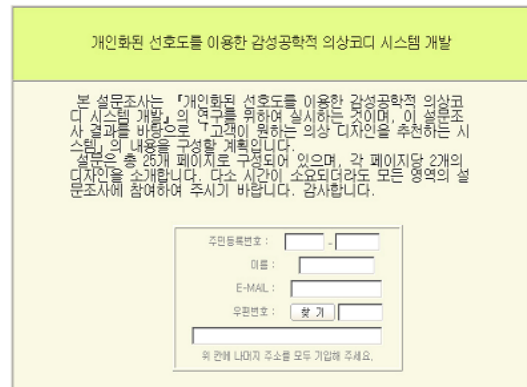 개인화된 선호도를 이용한 감성공학적 의상코디 시스템 개발
본 설문조사는 『개인화된 선호도를 이용한 감성공학적 의상코
디 시스템 개발』의 연구를 위하여 실시하는 것이며, 이 설문조
사 결과를 바탕으로 「고객이 원하는 의상 디자인을 추천하는 시
스템」의 내용을 구성할 계획입니다.
설문은 총 25개 페이지로 구성되어 있으며, 각 페이지당 2개의
디자인을 소개합니다. 다소 시간이 소요되더라도 모든 영역의 설
문조사에 참여하여 주시기 바랍니다. 감사합니다.
주민등록번호 : -
이름 :
E-MAIL :
우편번호 : 찾 기
위 칸에 나머지 주소를 모두 기입해 주세요.